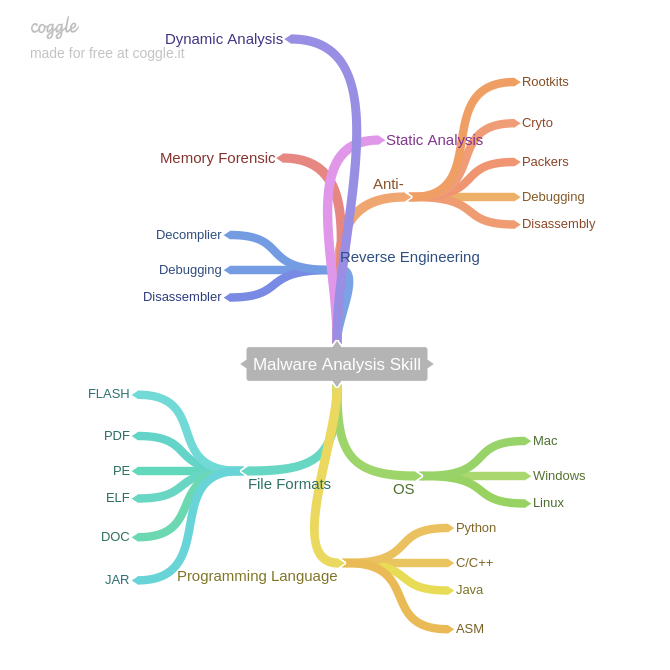 coggle
made for free at coggle.it
Dynamic Analysis
Static Analysis
Memory Forensic
Anti-
Rootkits
Cryto
Packers
Debugging
Disassembly
Reverse Engineering
Decomplier
Debugging
Disassembler
Malware Analysis Skill
File Formats
FLASH
PDF
PE
ELF
DOC
JAR
OS
Mac
Windows
Linux
Programming Language
Python
C/C++
Java
ASM